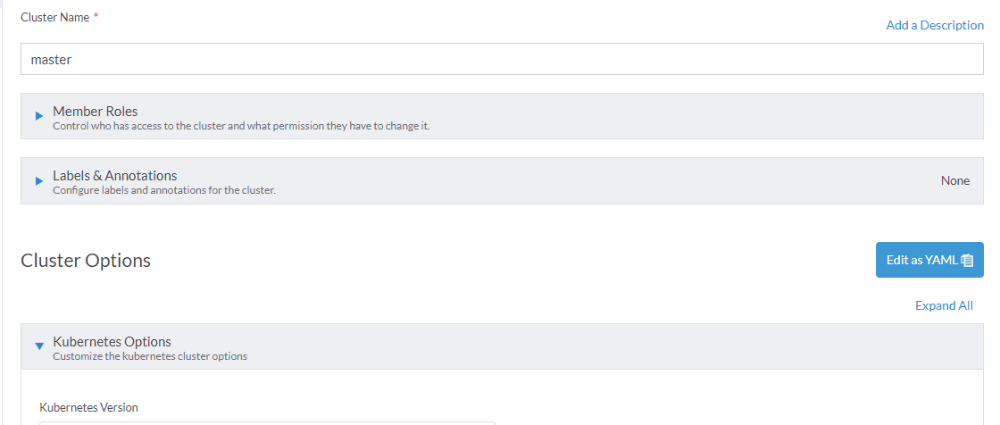 Cluster Name *
Add a Description
master
Member Roles
Control who has access to the cluster and what permission they have to change it.
Labels & Annotations
Configure labels and annotations for the cluster.
None
Cluster Options
Edit as YAML
Expand All
Kubernetes Options
Customize the kubernetes cluster options
Kubernetes Version